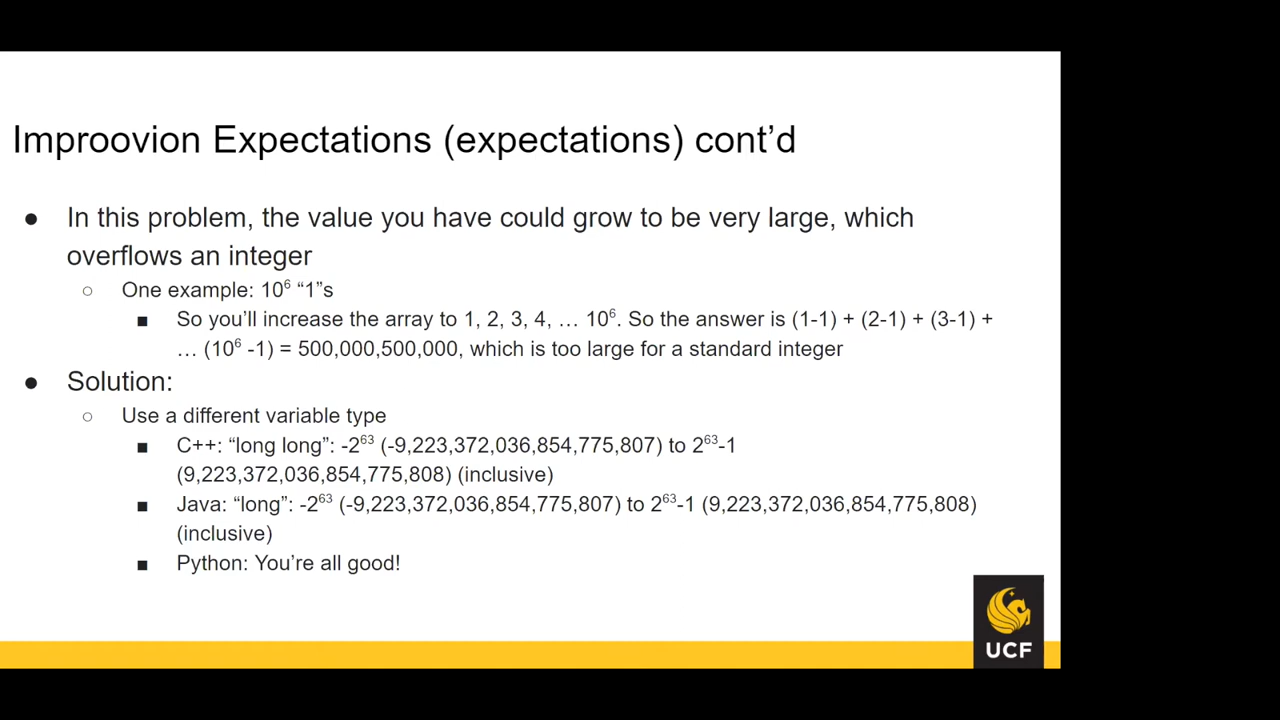 Improovion Expectations (expectations) cont’d
● In this problem, the value you have could grow to be very large, which
overflows an integer
○ One example: 10⁶ “1”s
■ So you’ll increase the array to 1, 2, 3, 4, … 10⁶. So the answer is (1-1) + (2-1) + (3-1) +
… (10⁶ -1) = 500,000,500,000, which is too large for a standard integer
● Solution:
○ Use a different variable type
■ C++: “long long”: -2⁶³ (-9,223,372,036,854,775,807) to 2⁶³-1
(9,223,372,036,854,775,808) (inclusive)
■ Java: “long”: -2⁶³ (-9,223,372,036,854,775,807) to 2⁶³-1 (9,223,372,036,854,775,808)
(inclusive)
■ Python: You’re all good!
UCF